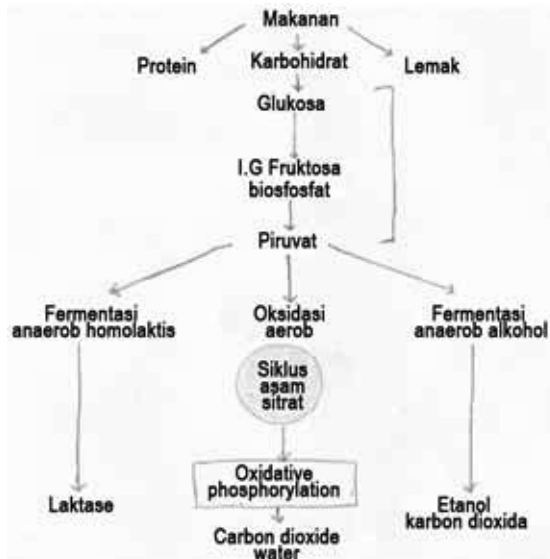 Makanan
Protein
Karbohidrat
Lemak
Glukosa
I.G Fruktosa
biosfosfat
Piruvat
Fermentasi
anaerob homolaktis
Oksidasi
aerob
Fermentasi
anaerob alkohol
Siklus
asam
sitrat
Laktase
Oxidative
phosphorylation
Etanol
karbon dioxida
Carbon dioxide
water